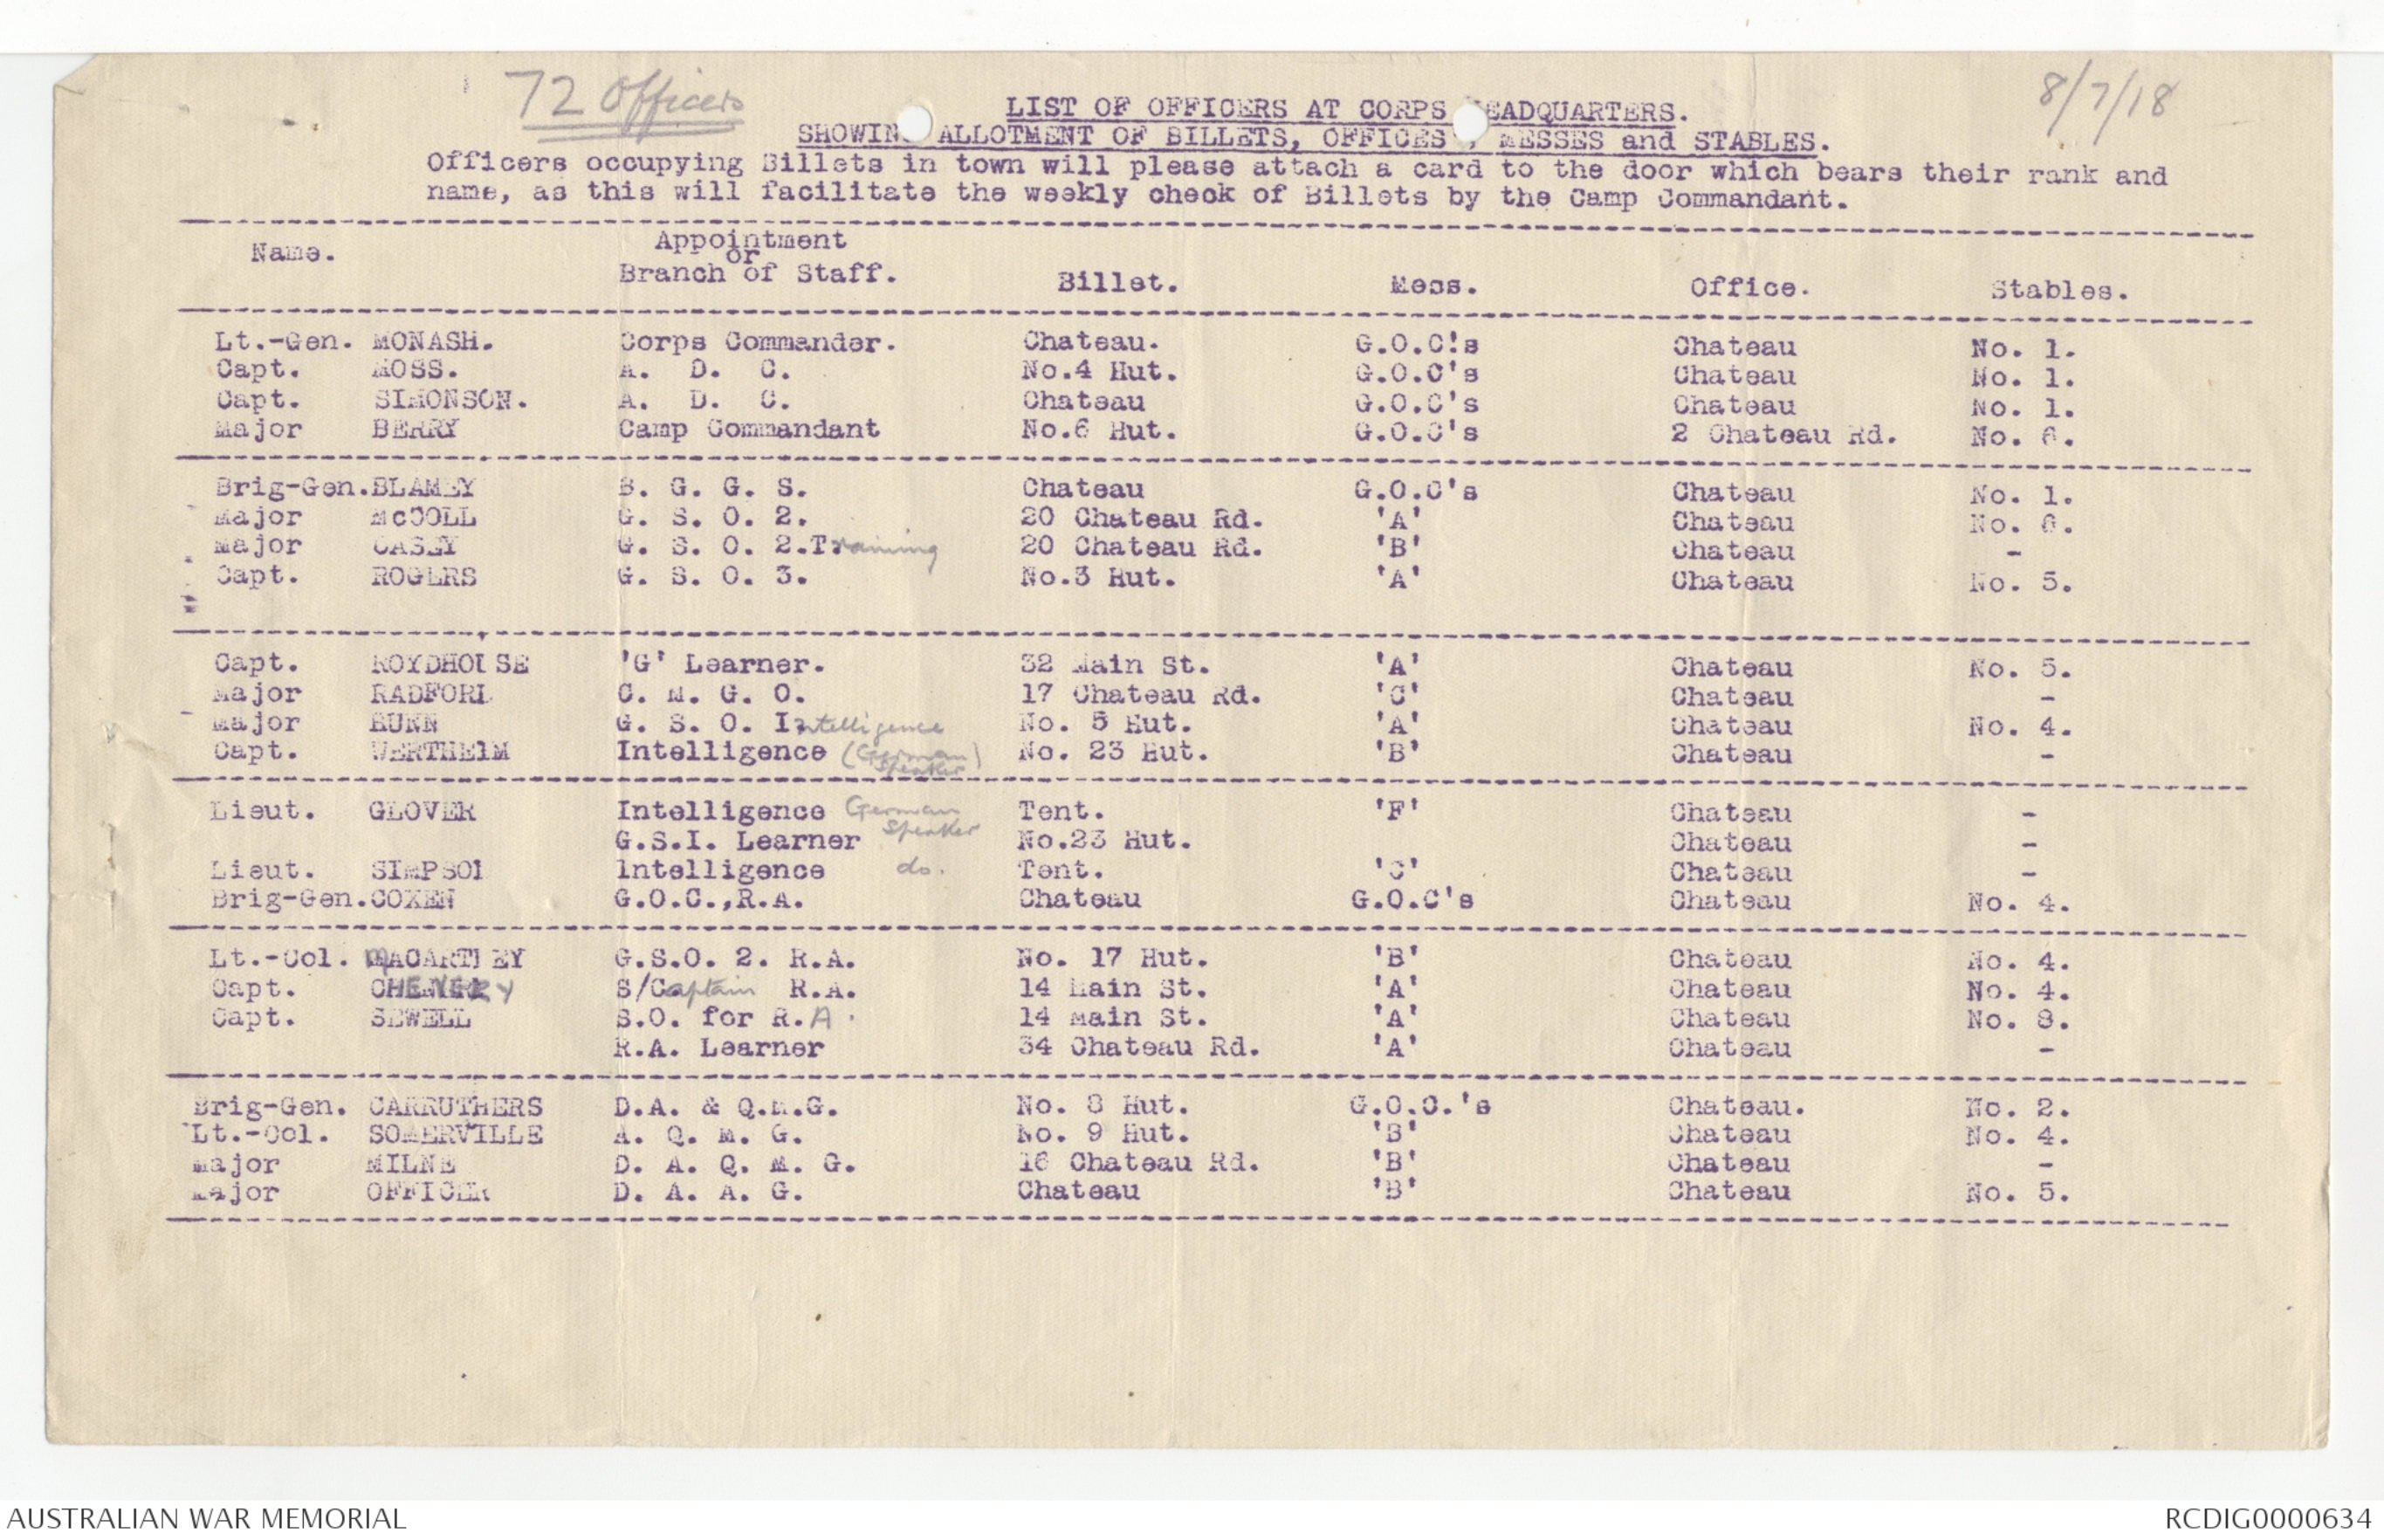 72 Officers
8/7/18
LIST OF OFFICERS AT CORPS HEADQUARTERS.
SHOWING ALLOTMENT OF BILLETS, OFFICES, MESSES and STABLES.
Officers occupying Billets in town will please attach a card to the door which bears their rank and
name, as this will facilitate the weekly check of Billets by the Camp Commandant.
Name. Appointment or Branch of Staff. Billet. Mess. Office. Stables.
Lt.-Gen. MONASH. Corps Commander. Chateau. G.O.C's Chateau No. 1.
Capt. MOSS. A. D. C. No.4 Hut. G.O.C's Chateau No. 1.
Capt. SIMONSON. A. D. C. Chateau G.O.C's Chateau No. 1.
Major BERRY Camp Commandant No.6 Hut. G.O.C's 2 Chateau Rd. No. 6.
Brig-Gen. BLAMEY B. G. G. S. Chateau G.O.C's Chateau No. 1.
Major McCOLL G. S. O. 2. 20 Chateau Rd. 'A' Chateau No. 6.
Major CASEY G. S. O. 2.Training 20 Chateau Rd. 'B' Chateau -
Capt. ROGERS G. S. O. 3. No.3 Hut. 'A' Chateau No. 5.
Capt. ROYDHOUSE 'G' Learner. 32 Main St. 'A' Chateau No. 5.
Major RADFORD C. M. G. O. 17 Chateau Rd. 'C' Chateau -
Major HUNN G. S. O. Intelligence No. 5 Hut. 'A' Chateau No. 4.
Capt. WERTHEIM Intelligence (German Speaker) No. 23 Hut. 'B' Chateau -
Lieut. GLOVER Intelligence German Speaker Tent. 'F' Chateau -
G.S.I. Learner No.23 Hut. Chateau -
Lieut. SIMPSON Intelligence do. Tent. 'C' Chateau -
Brig-Gen. COXEN G.O.C.,R.A. Chateau G.O.C's Chateau No. 4.
Lt.-Col. MACARTNEY G.S.O. 2. R.A. No. 17 Hut. 'B' Chateau No. 4.
Capt. CHENERY S/Captain R.A. 14 Main St. 'A' Chateau No. 4.
Capt. SEWELL S.O. for R.A. 14 Main St. 'A' Chateau No. 8.
R.A. Learner 34 Chateau Rd. 'A' Chateau -
Brig-Gen. CARRUTHERS D.A. & Q.M.G. No. 8 Hut. G.O.C.'s Chateau. No. 2.
Lt.-Col. SOMERVILLE A. Q. M. G. No. 9 Hut. 'B' Chateau No. 4.
Major MILNE D. A. Q. M. G. 16 Chateau Rd. 'B' Chateau -
Major OFFICER D. A. A. G. Chateau 'B' Chateau No. 5.
AUSTRALIAN WAR MEMORIAL
RCDIG0000634